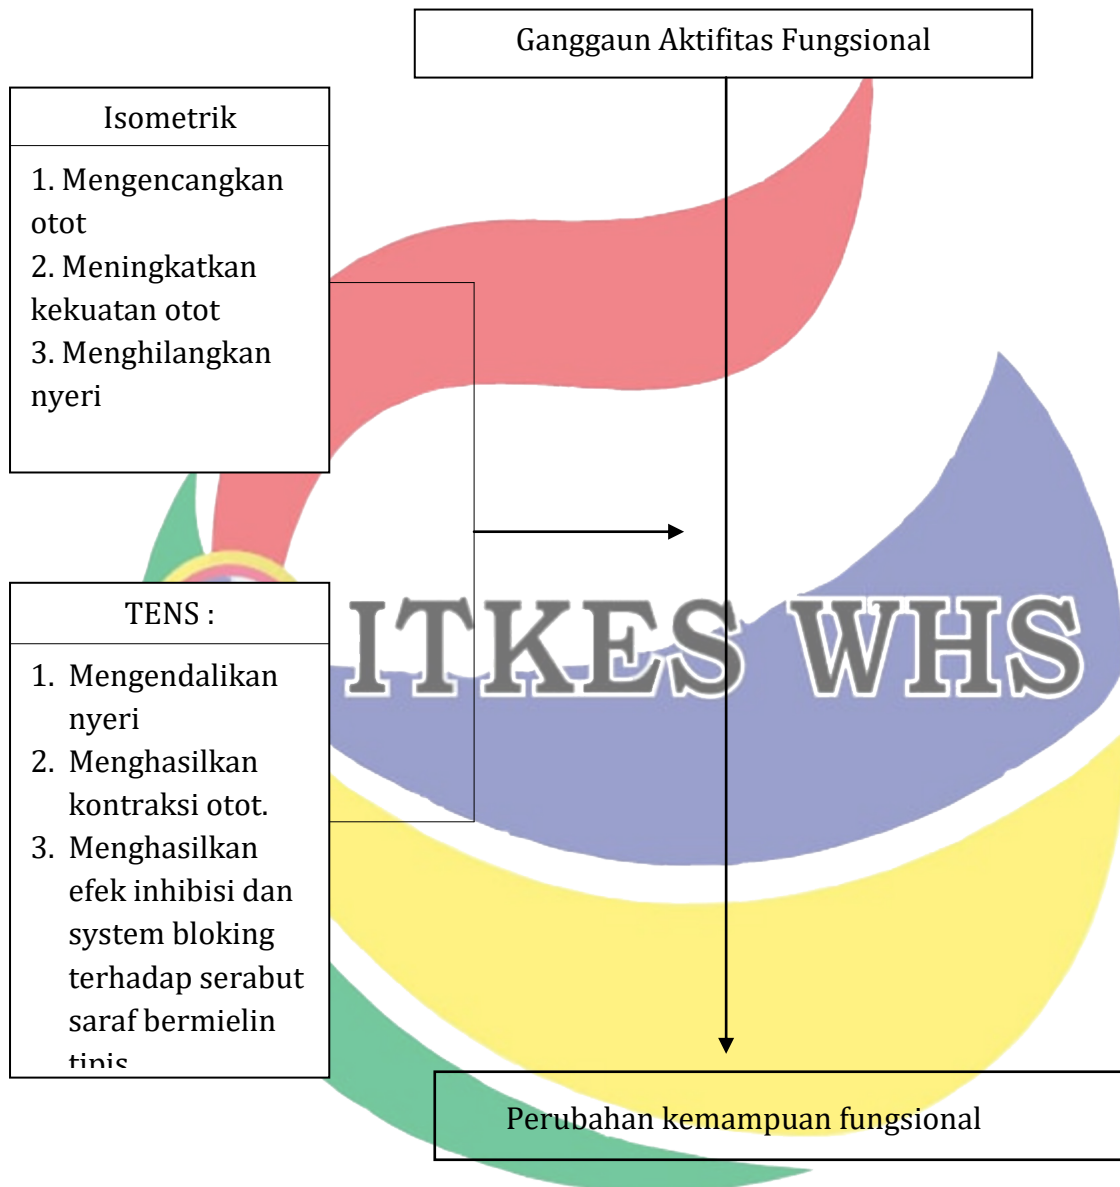 Ganggaun Aktifitas Fungsional
Isometrik
1. Mengencangkan
otot
2. Meningkatkan
kekuatan otot
3. Menghilangkan
nyeri
TENS :
1. Mengendalikan
nyeri
2. Menghasilkan
kontraksi otot.
3. Menghasilkan
efek inhibisi dan
system bloking
terhadap serabut
saraf bermielin
tipis
ITKES WHS
Perubahan kemampuan fungsional